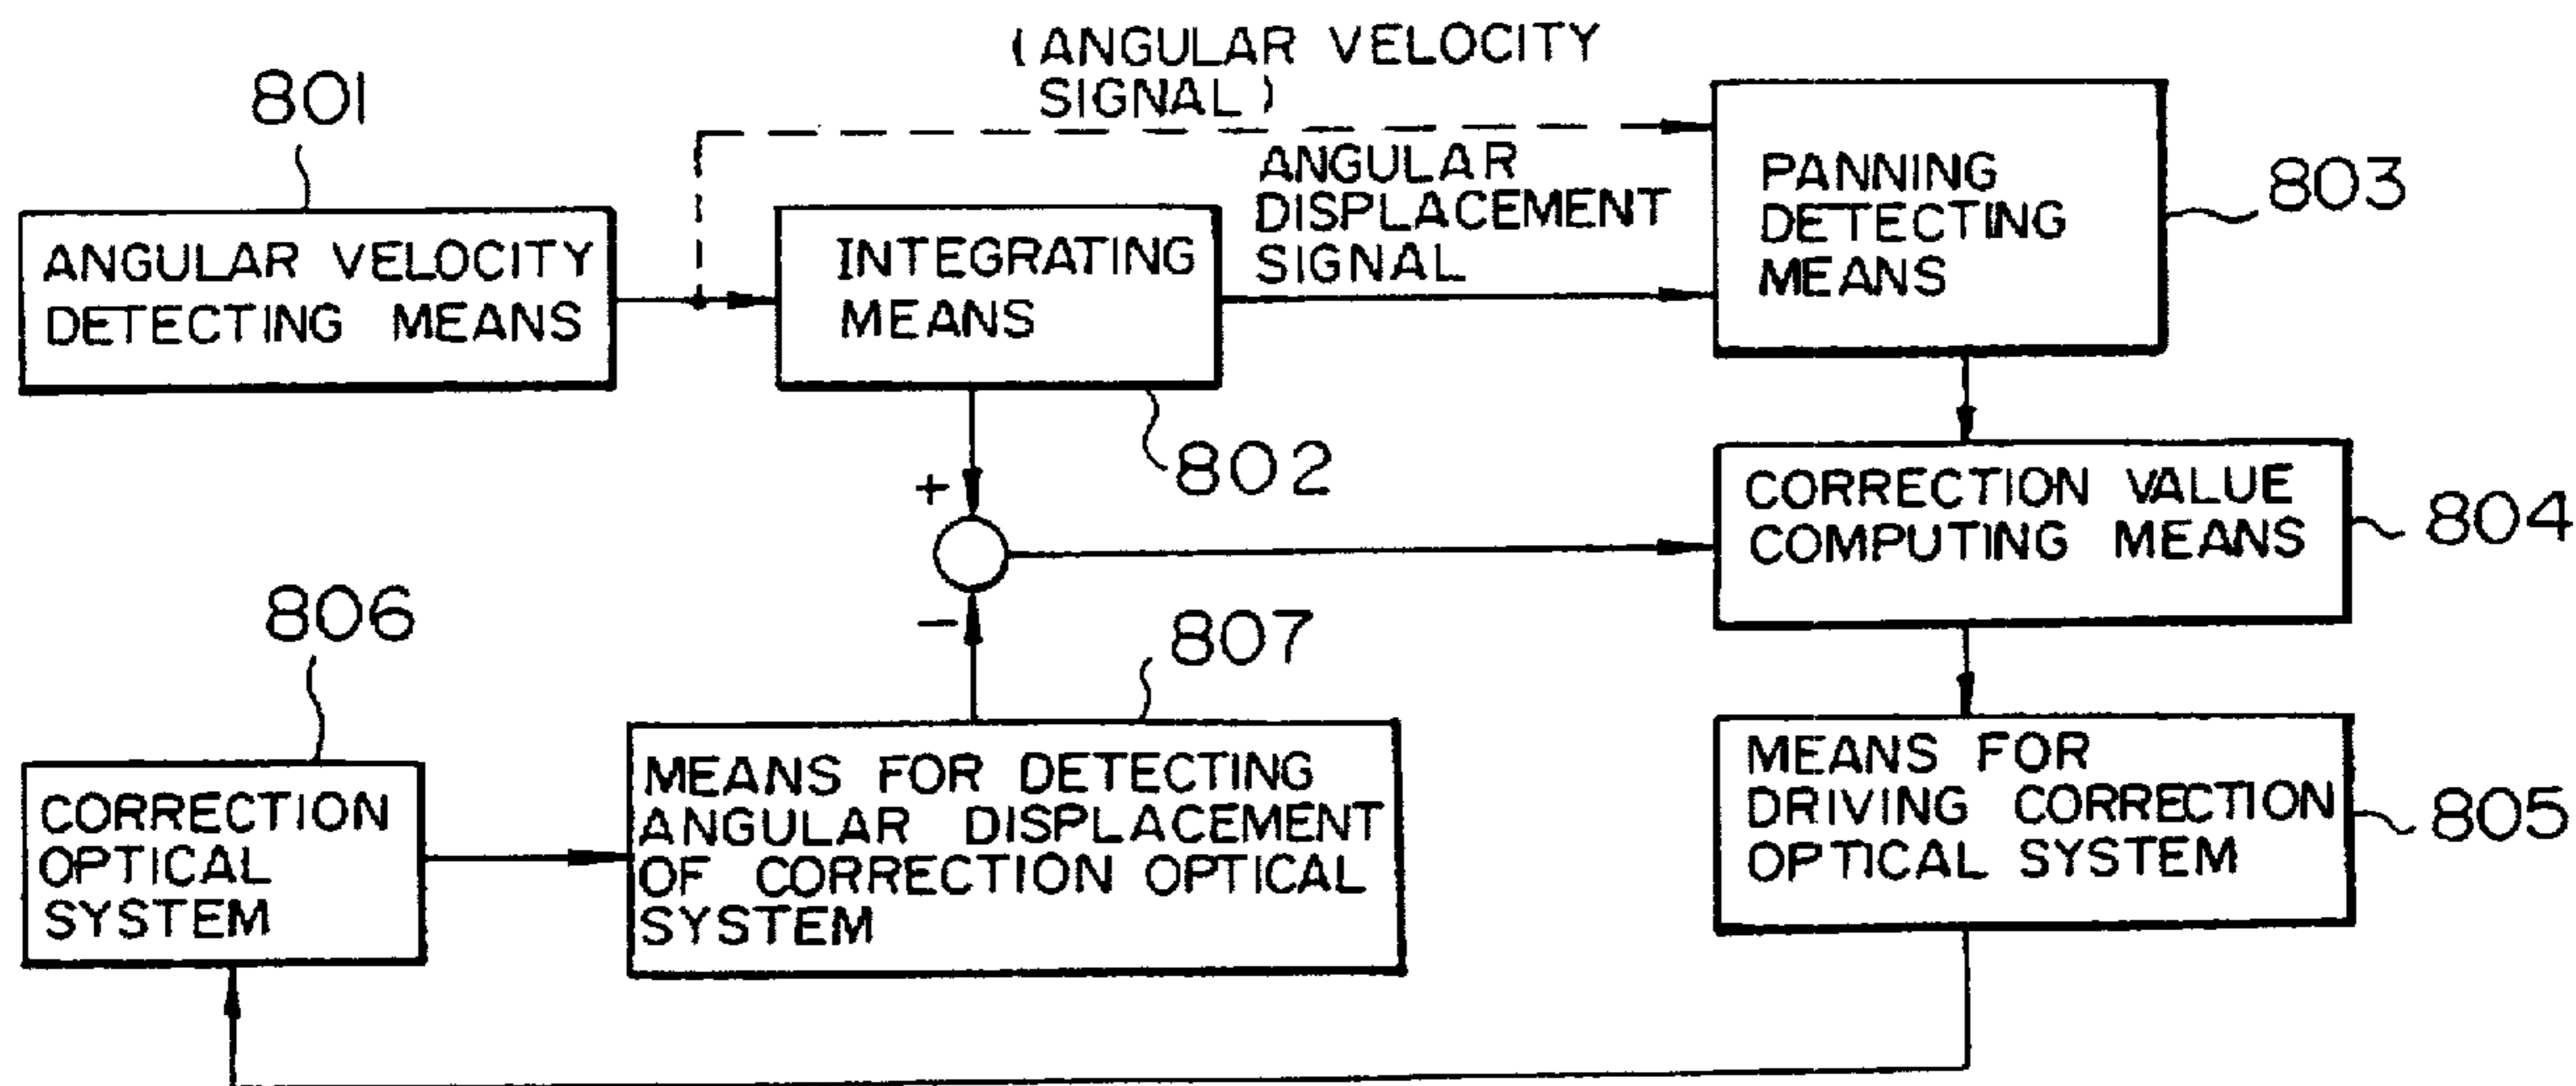 (ANGULAR VELOCITY
SIGNAL)
801
ANGULAR VELOCITY
DETECTING MEANS
INTEGRATING
MEANS
802
ANGULAR
DISPLACEMENT
SIGNAL
PANNING
DETECTING
MEANS
803
+
-
CORRECTION VALUE
COMPUTING MEANS
804
806
CORRECTION
OPTICAL
SYSTEM
807
MEANS FOR DETECTING
ANGULAR DISPLACEMENT
OF CORRECTION OPTICAL
SYSTEM
MEANS FOR
DRIVING CORRECTION
OPTICAL SYSTEM
805